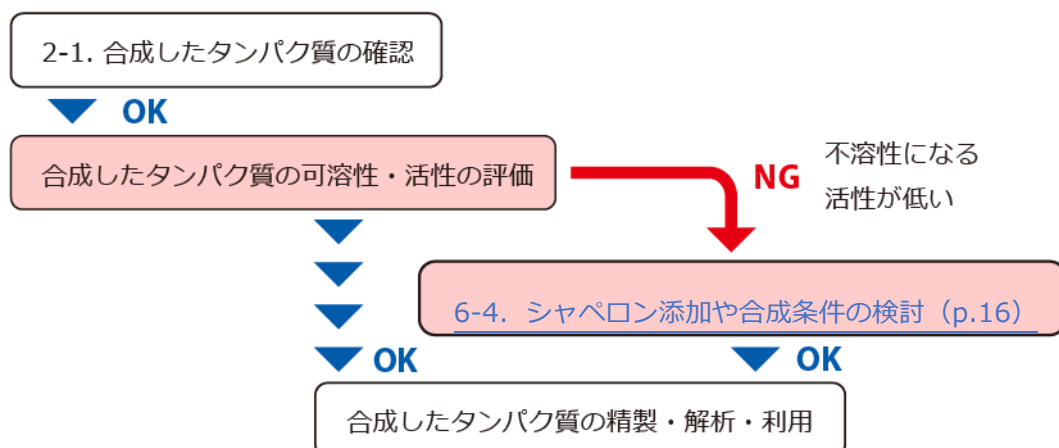 2-1. 合成したタンパク質の確認
OK
合成したタンパク質の可溶性・活性の評価
NG
不溶性になる
活性が低い
6-4. シャペロン添加や合成条件の検討（p.16）
OK
OK
合成したタンパク質の精製・解析・利用